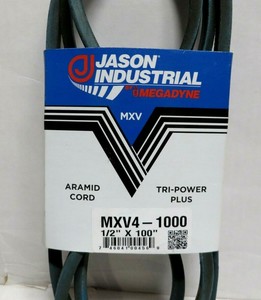 JASON
INDUSTRIAL
MEGADYNE
MXV
ARAMID
CORD
TRI-POWER
PLUS
MXV4-1000
1/2" X 100"